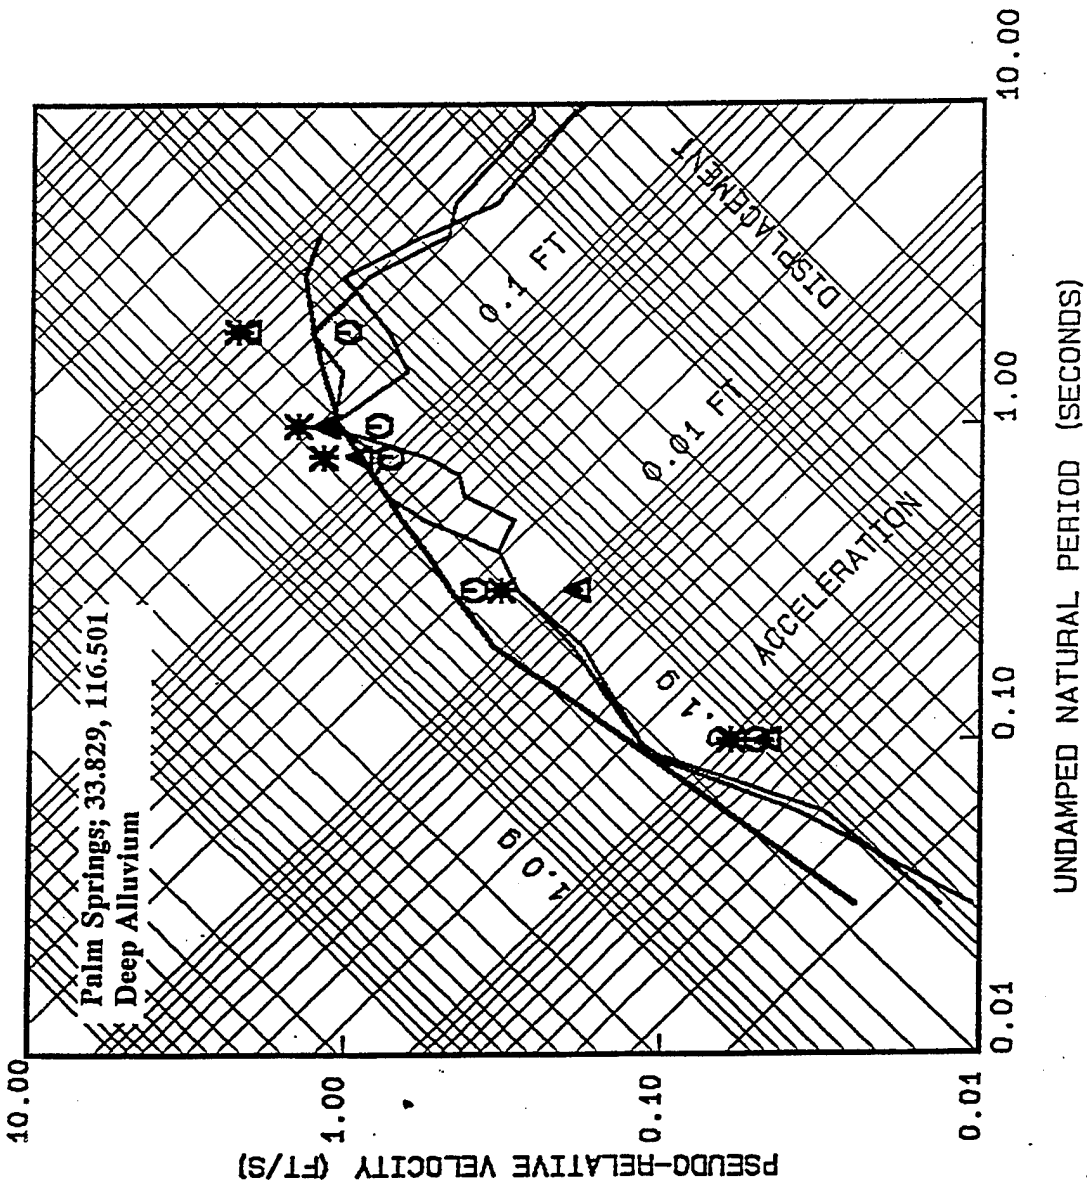 Palm Springs; 33.829, 116.501
Deep Alluvium
10.00
1.00
0.10
0.01
PSEUDO-RELATIVE VELOCITY (FT/S)
1.0 g
.1 g
ACCELERATION
0.01 FT
0.1 FT
DISPLACEMENT
0.01
0.10
1.00
10.00
UNDAMPED NATURAL PERIOD (SECONDS)